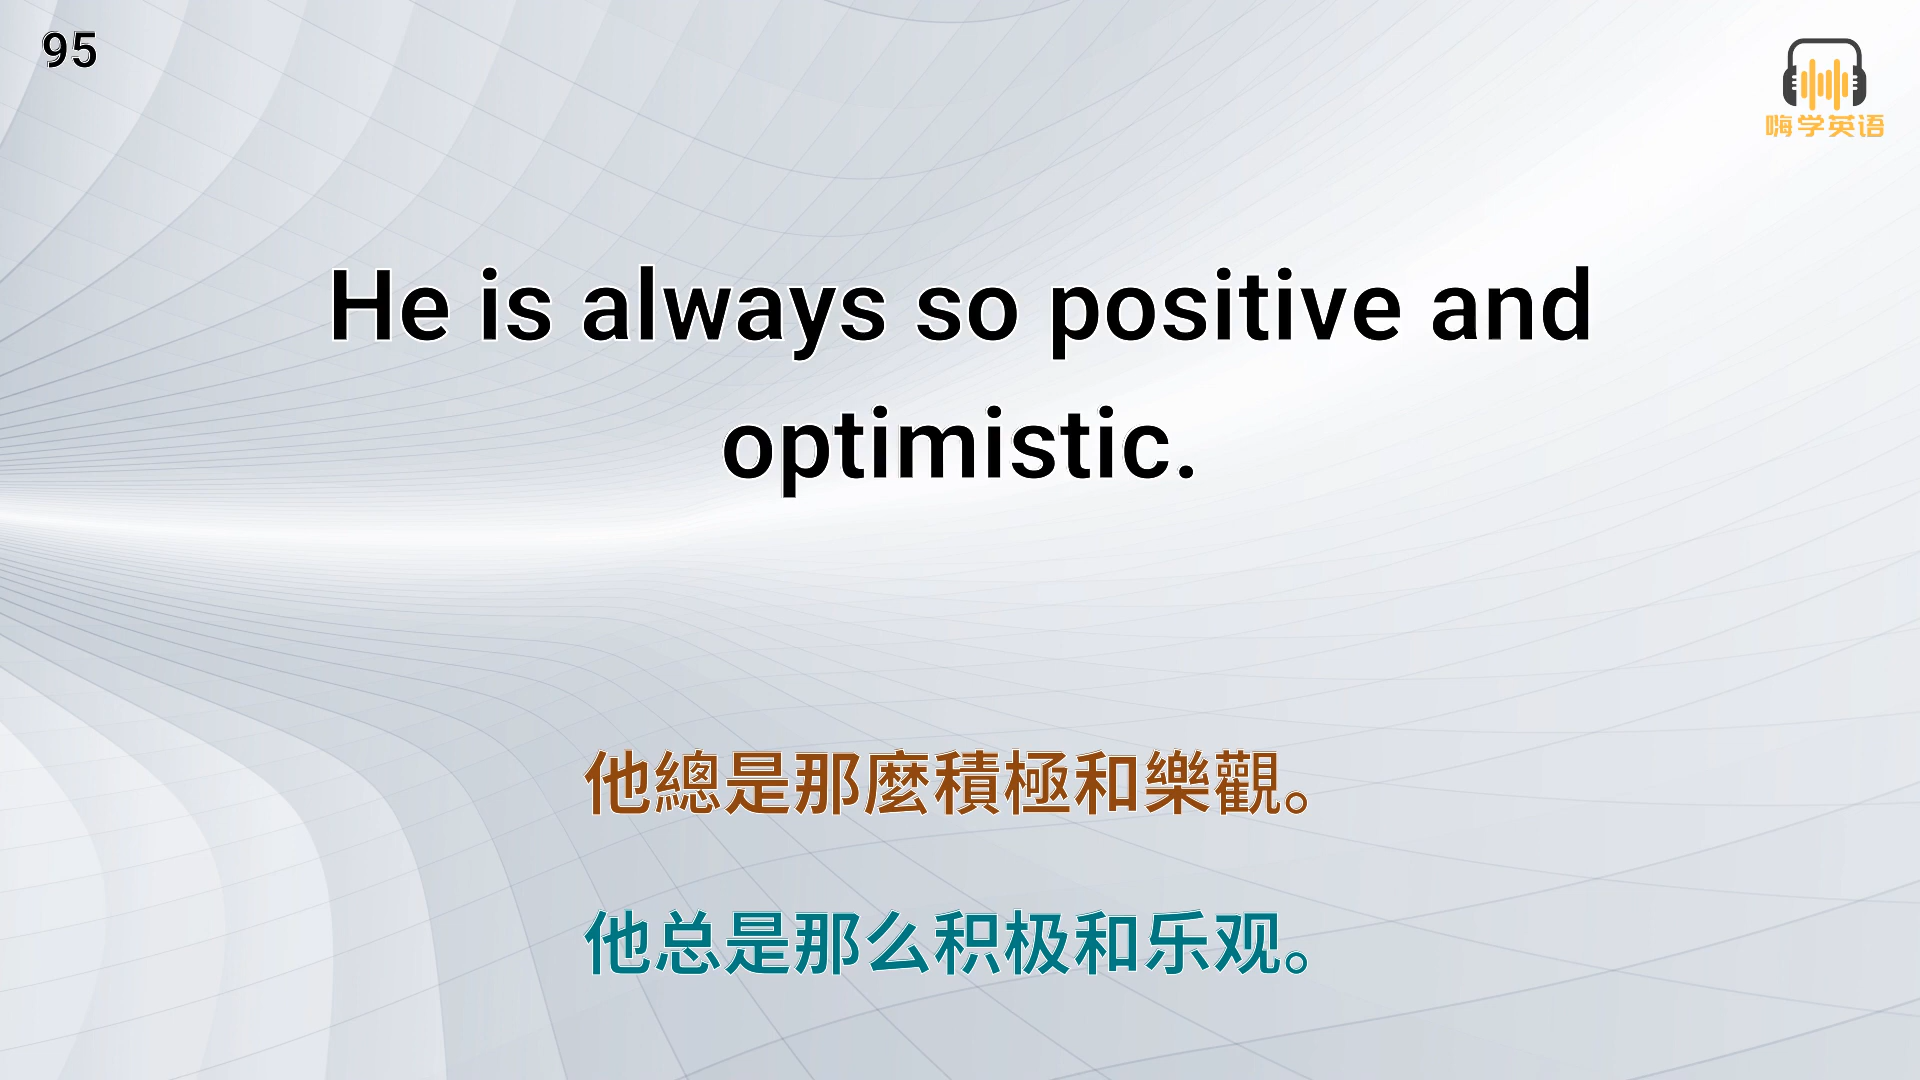 95
嗨学英语
He is always so positive and
optimistic.
他總是那麼積極和樂觀。
他总是那么积极和乐观。